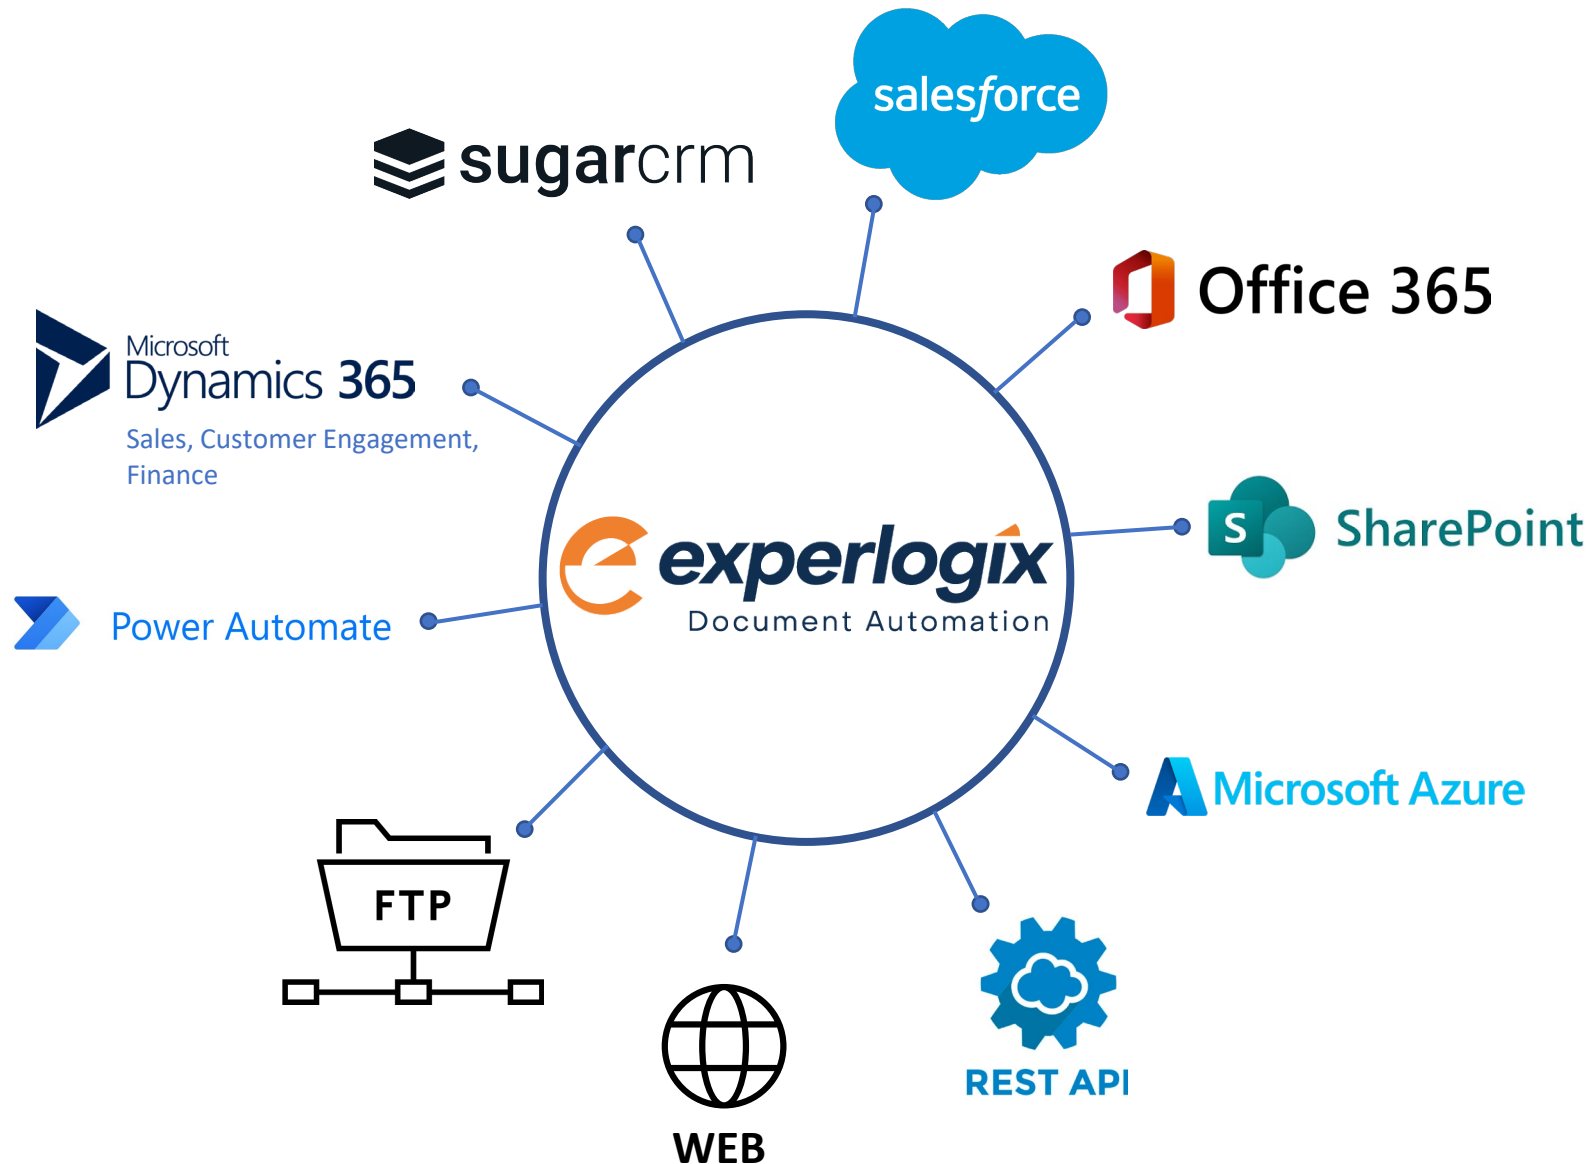 salesforce
sugarcrm
Office 365
Microsoft
Dynamics 365
Sales, Customer Engagement,
Finance
S SharePoint
experlogix
Document Automation
Power Automate
Microsoft Azure
FTP
REST API
WEB